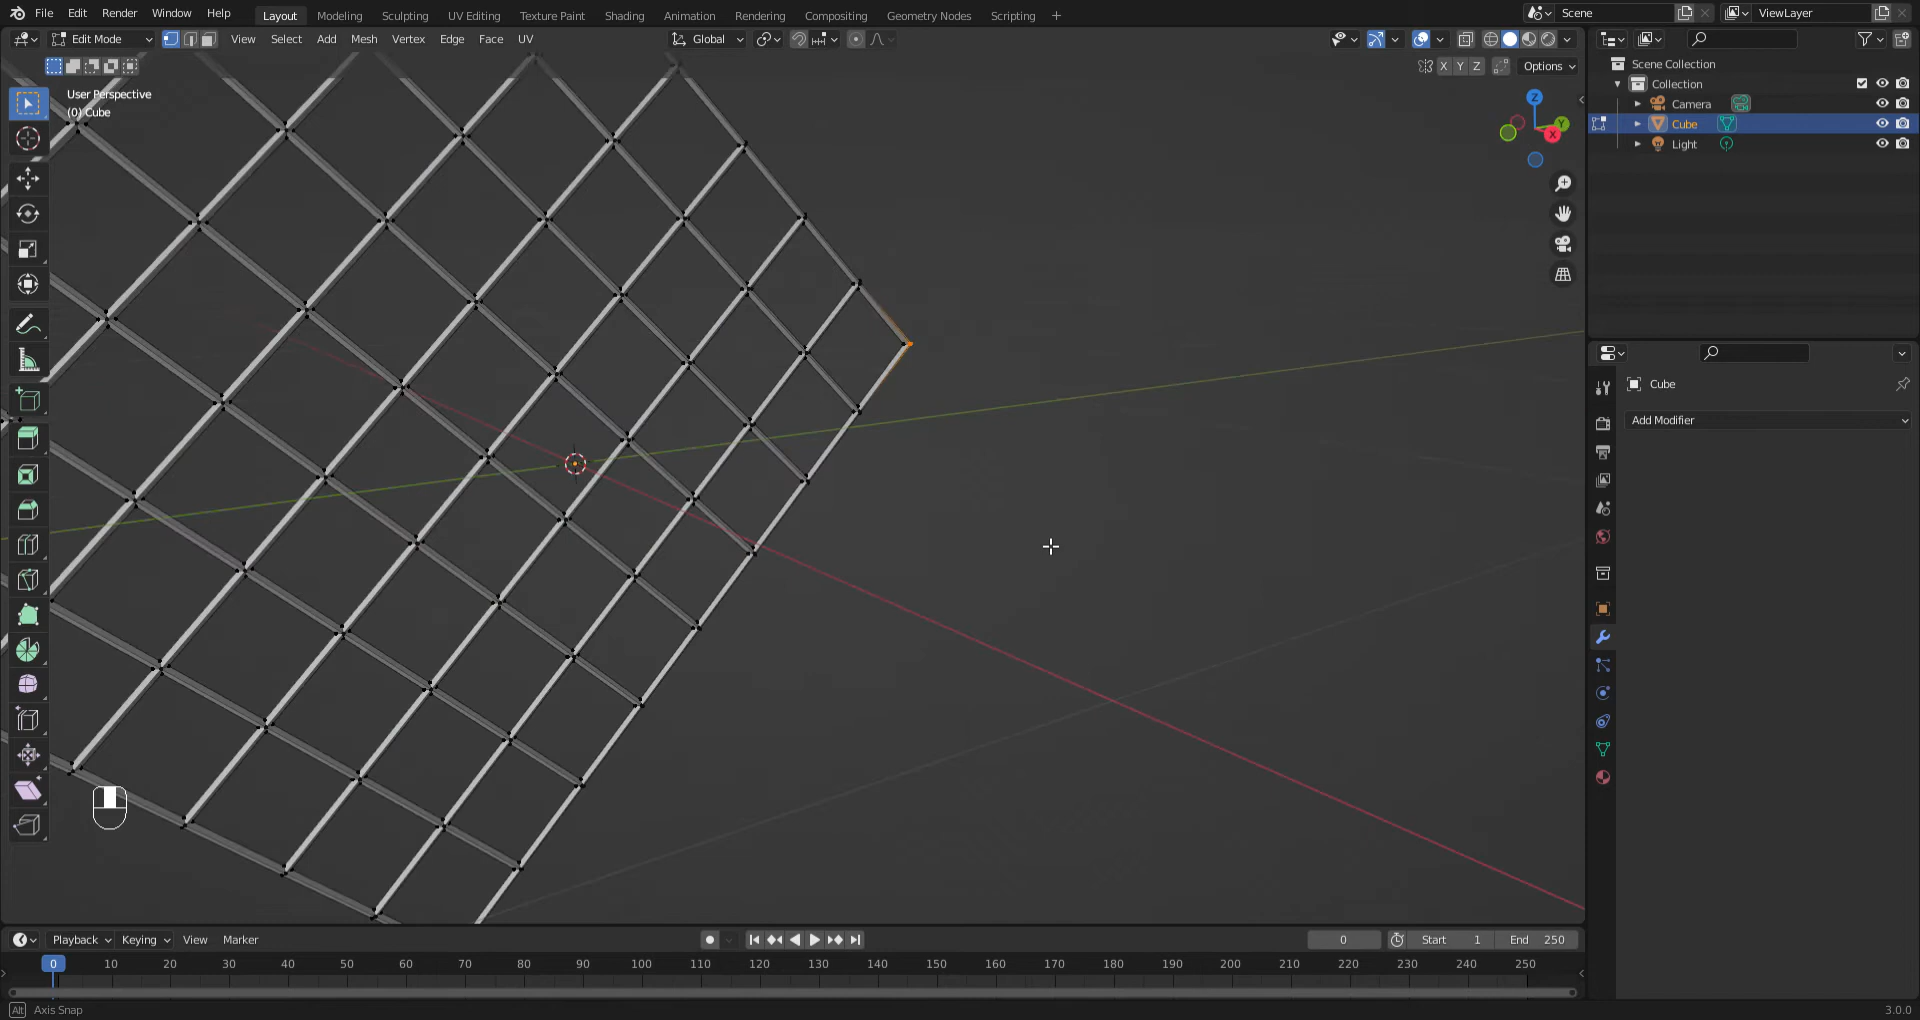 File Edit Render Window Help Layout Modeling Sculpting UV Editing Texture Paint Shading Animation Rendering Compositing Geometry Nodes Scripting + Scene ViewLayer
Edit Mode View Select Add Mesh Vertex Edge Face UV Global
X Y Z Options
User Perspective
(0) Cube
Z
Y
X
Scene Collection
Collection
Camera
Cube
Light
Cube
Add Modifier
Playback Keying View Marker 0 Start 1 End 250
0 10 20 30 40 50 60 70 80 90 100 110 120 130 140 150 160 170 180 190 200 210 220 230 240 250
Alt Axis Snap 3.0.0